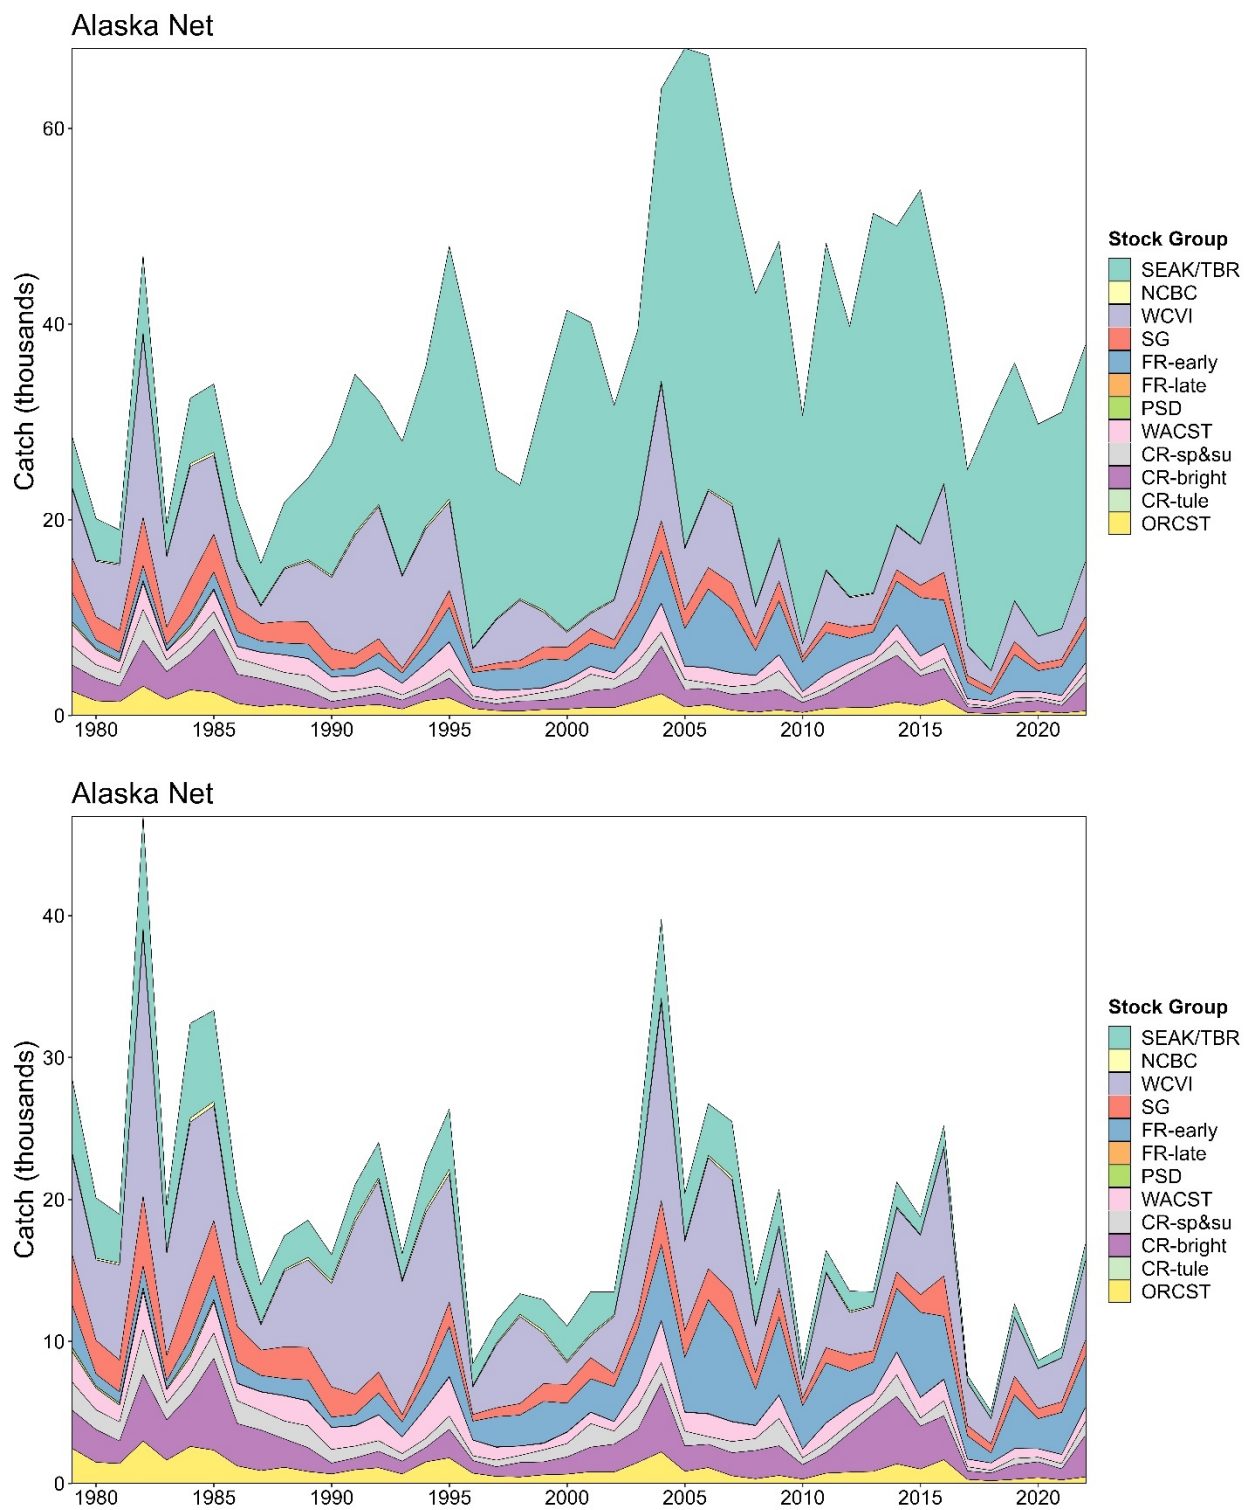 Alaska Net
Catch (thousands)
60
40
20
0
1980 1985 1990 1995 2000 2005 2010 2015 2020
Stock Group
SEAK/TBR
NCBC
WCVI
SG
FR-early
FR-late
PSD
WACST
CR-sp&su
CR-bright
CR-tule
ORCST
Alaska Net
Catch (thousands)
40
30
20
10
0
1980 1985 1990 1995 2000 2005 2010 2015 2020
Stock Group
SEAK/TBR
NCBC
WCVI
SG
FR-early
FR-late
PSD
WACST
CR-sp&su
CR-bright
CR-tule
ORCST